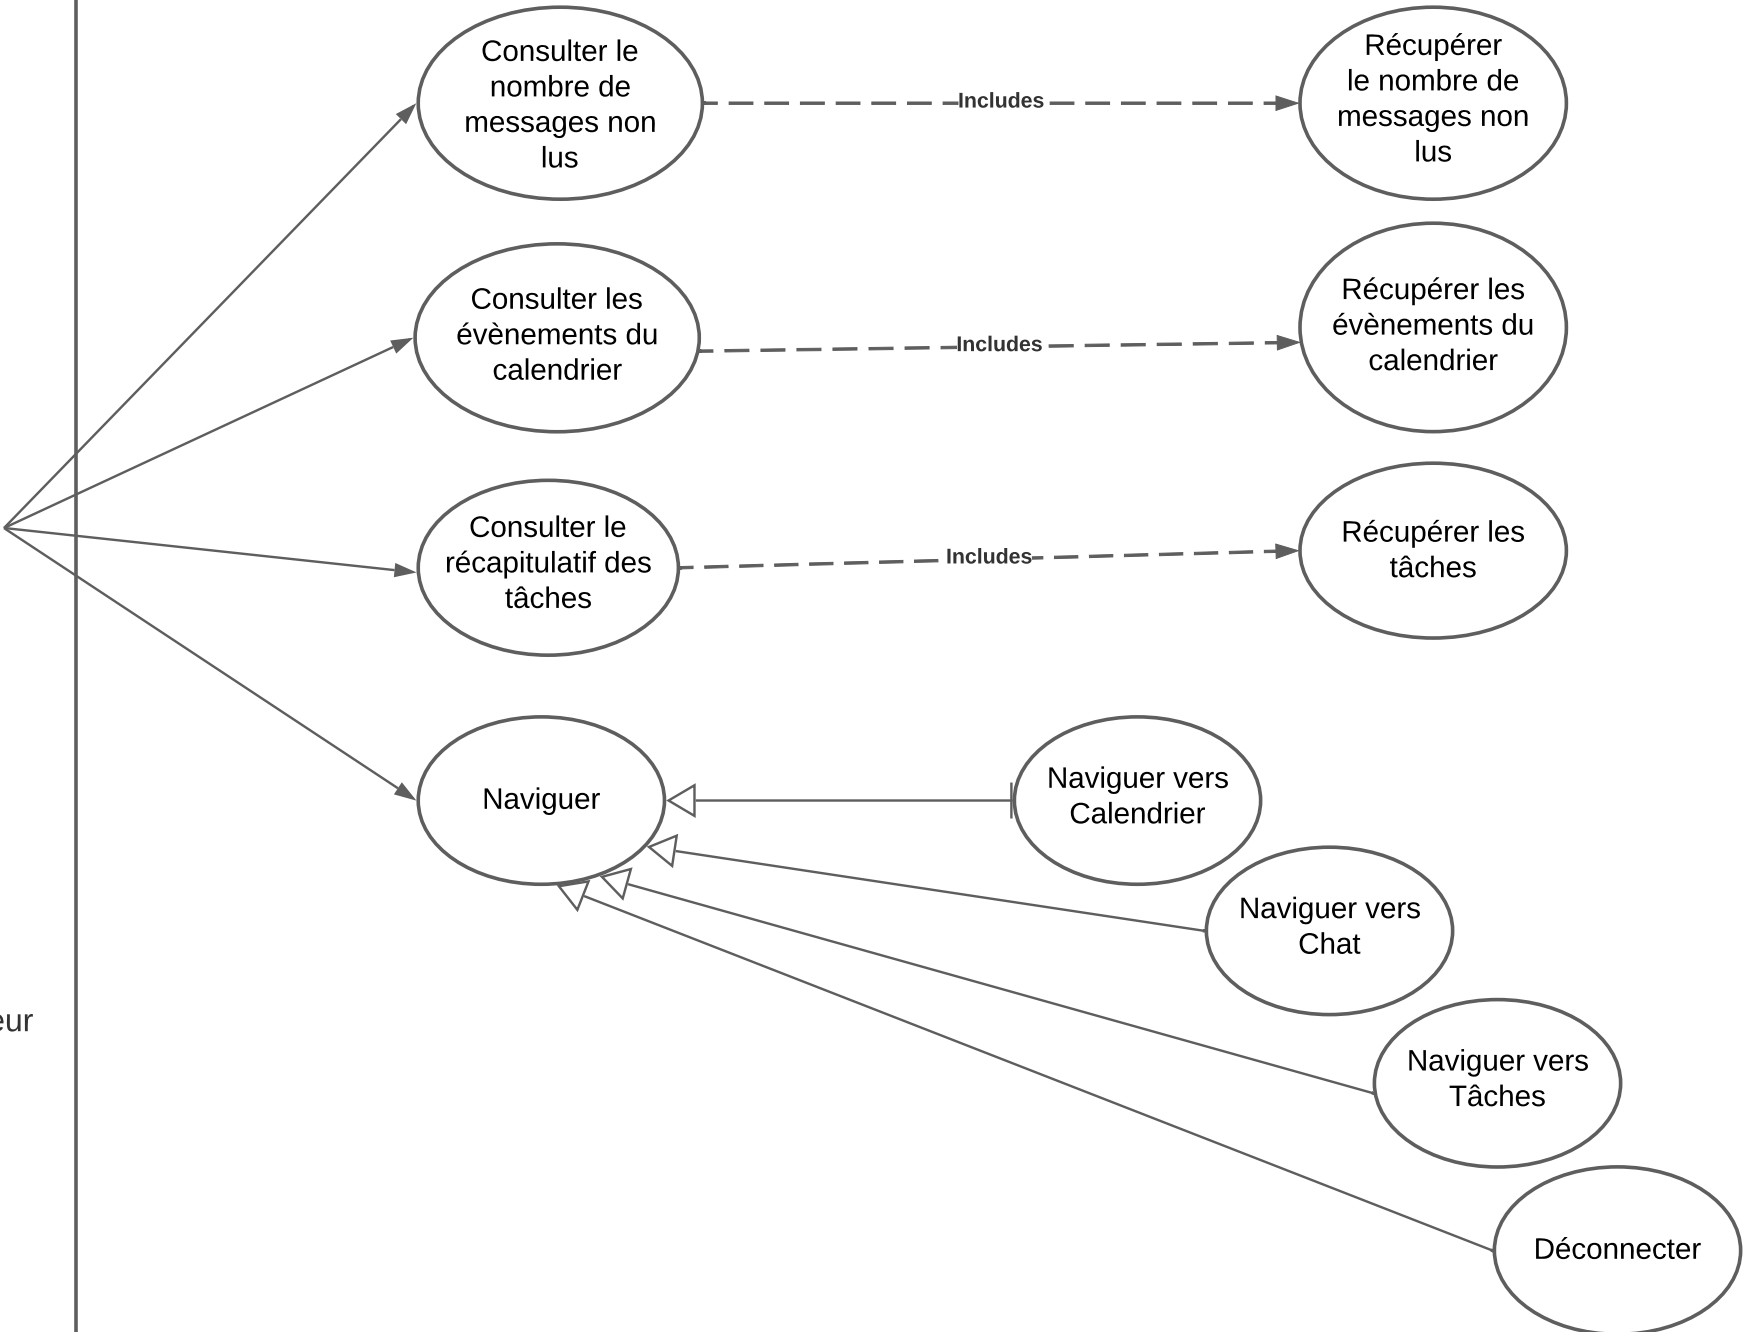 Consulter le
nombre de
messages non
lus
Includes
Récupérer
le nombre de
messages non
lus
Consulter les
évènements du
calendrier
Includes
Récupérer les
évènements du
calendrier
Consulter le
récapitulatif des
tâches
Includes
Récupérer les
tâches
Naviguer
Naviguer vers
Calendrier
Naviguer vers
Chat
eur
Naviguer vers
Tâches
Déconnecter